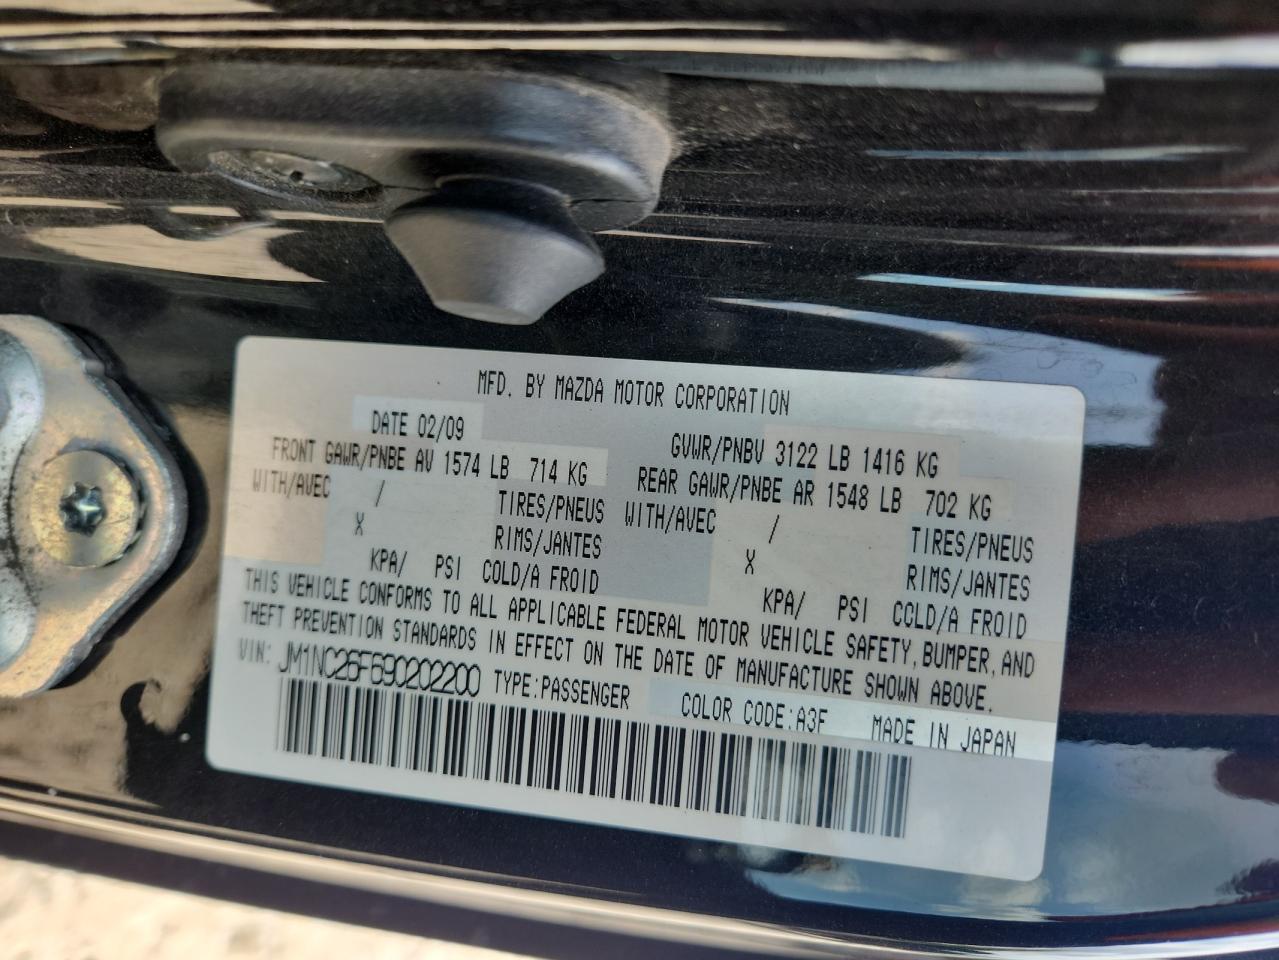 MFD. BY MAZDA MOTOR CORPORATION
DATE 02/09 GVWR/PNBV 3122 LB 1416 KG
FRONT GAWR/PNBE AV 1574 LB 714 KG REAR GAWR/PNBE AR 1548 LB 702 KG
WITH/AVEC / TIRES/PNEUS WITH/AVEC / TIRES/PNEUS
X RIMS/JANTES X RIMS/JANTES
KPA/ PSI COLD/A FROID KPA/ PSI COLD/A FROID
THIS VEHICLE CONFORMS TO ALL APPLICABLE FEDERAL MOTOR VEHICLE SAFETY, BUMPER, AND
THEFT PREVENTION STANDARDS IN EFFECT ON THE DATE OF MANUFACTURE SHOWN ABOVE.
VIN: JM1NC26F690202200 TYPE:PASSENGER COLOR CODE:A3F MADE IN JAPAN